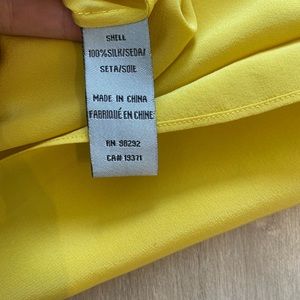 SHELL
100%SILK/SEDA/
SETA/SOIE
MADE IN CHINA
FABRIQUÉ EN CHINE
RN 98292
CA# 19371